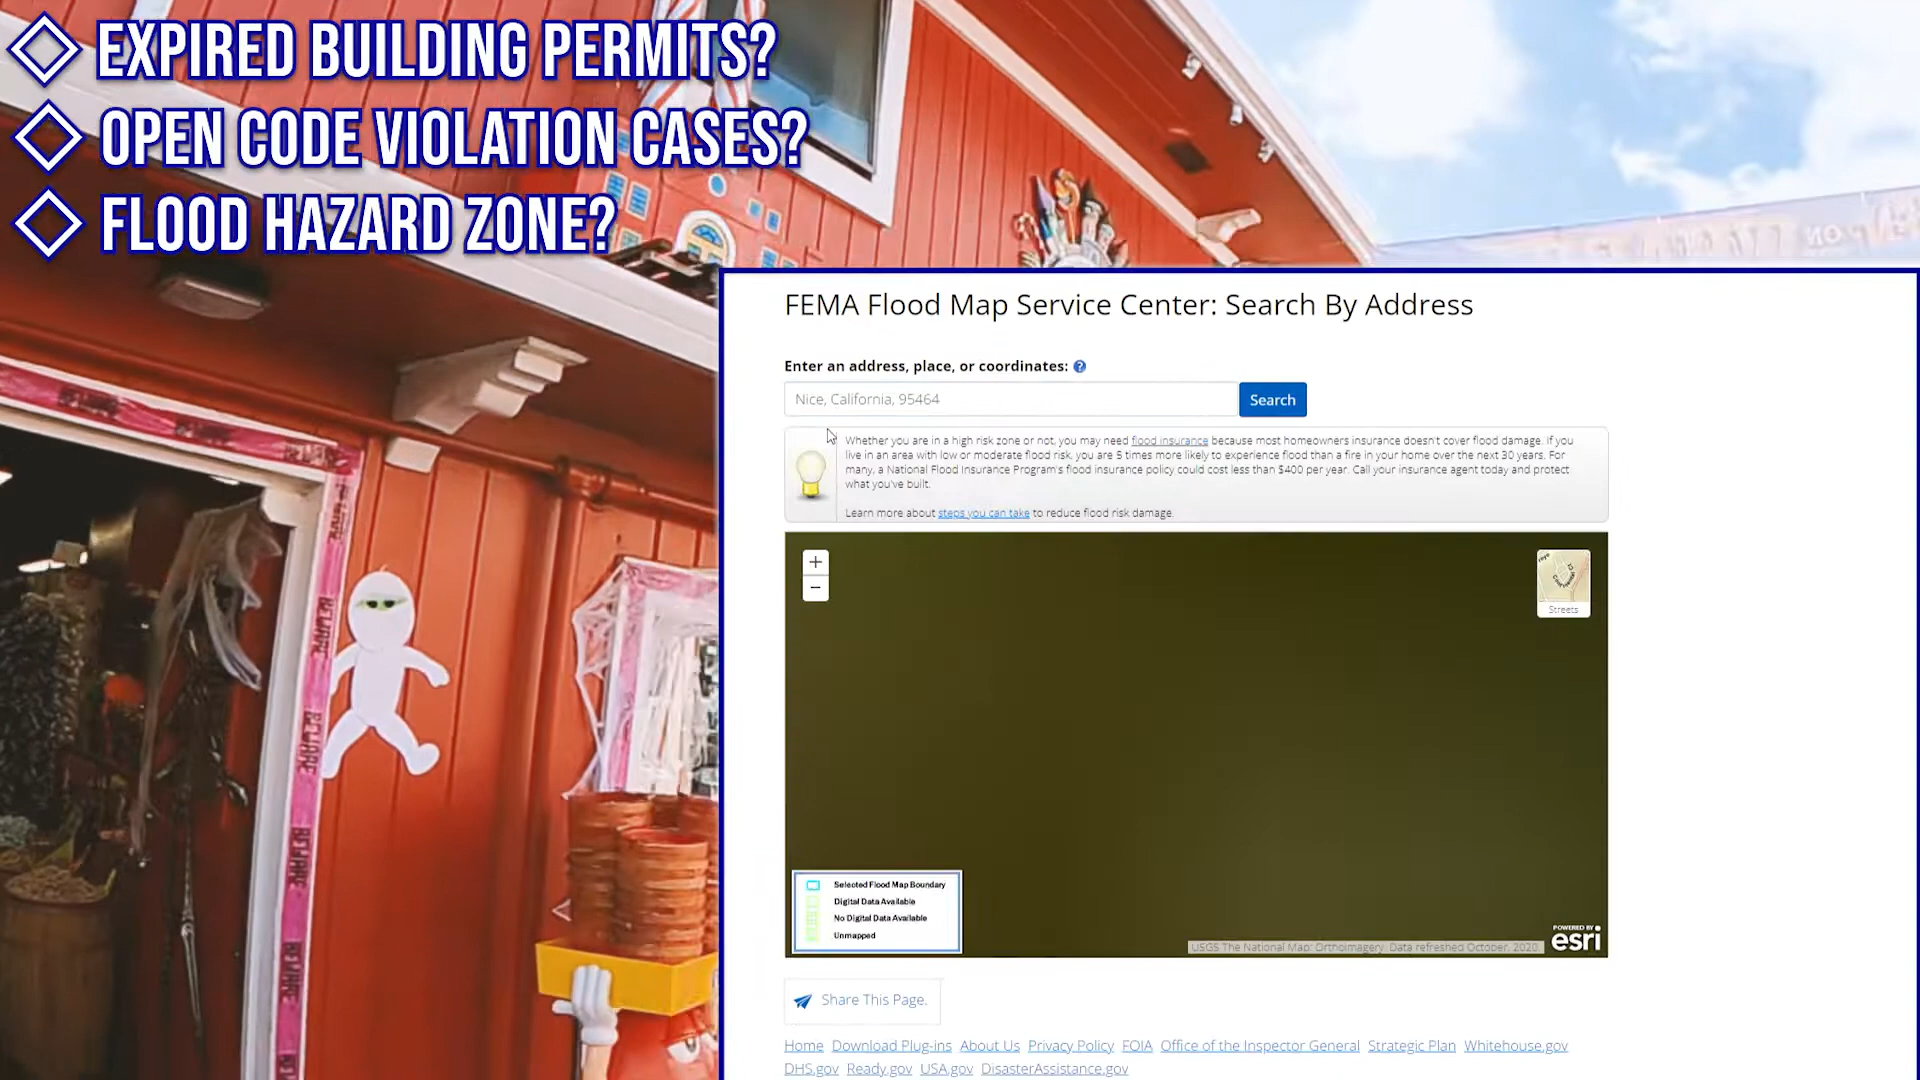 EXPIRED BUILDING PERMITS?
OPEN CODE VIOLATION CASES?
FLOOD HAZARD ZONE?
FEMA Flood Map Service Center: Search By Address
Enter an address, place, or coordinates: ?
Nice, California, 95464
Search
Whether you are in a high risk zone or not, you may need flood insurance because most homeowners insurance doesn't cover flood damage. If you
live in an area with low or moderate flood risk, you are 5 times more likely to experience flood than a fire in your home over the next 30 years. For
many, a National Flood Insurance Program's flood insurance policy could cost less than $400 per year. Call your insurance agent today and protect
what you've built.
Learn more about steps you can take to reduce flood risk damage.
+
−
Streets
Selected Flood Map Boundary
Digital Data Available
No Digital Data Available
Unmapped
USGS The National Map: Orthoimagery. Data refreshed October, 2020.
POWERED BY
esri
Share This Page.
Home Download Plug-ins About Us Privacy Policy FOIA Office of the Inspector General Strategic Plan Whitehouse.gov
DHS.gov Ready.gov USA.gov DisasterAssistance.gov
BEWARE
BEWARE
BEWARE
BEWARE